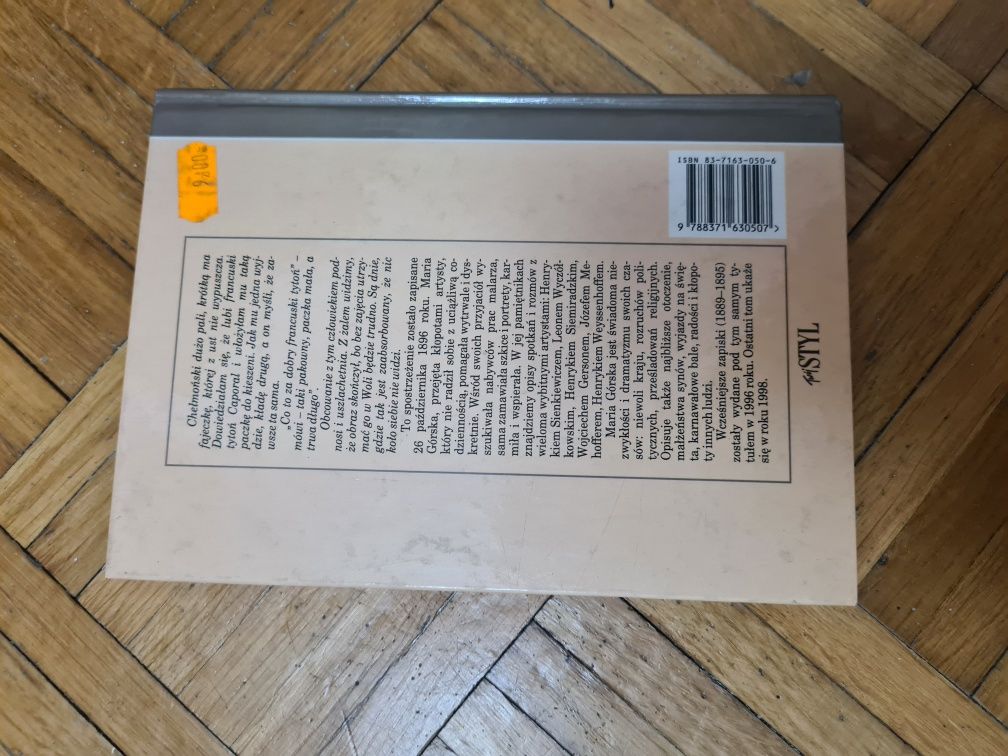 19.00
ISBN 83-7163-050-6
9 788371 630507 >
Chełmoński dużo pali, krótką ma
fajeczkę, której z ust nie wypuszcza.
Dowiedziałam się, że lubi francuski
tytoń Caporal i włożyłam mu taką
paczkę do kieszeni. Jak mu jedna wyj-
dzie, kładę drugą, a on myśli, że za-
wsze ta sama.
„Co to za dobry francuski tytoń” –
mówi – taki pakowny, paczka mała, a
trwa długo”.
Obcowanie z tym człowiekiem pod-
nosi i uszlachetnia. Z żalem widzimy,
że obraz skończył, bo bez zajęcia utrzy-
mać go w Woli będzie trudno. Są dnie,
gdzie tak jest zaabsorbowany, że nic
koło siebie nie widzi.
To spostrzeżenie zostało zapisane
26 października 1896 roku. Maria
Górska, przejęta kłopotami artysty,
który nie radził sobie z uciążliwą co-
dziennością, pomagała wytrwale i dys-
kretnie. Wśród swoich przyjaciół wy-
szukiwała nabywców prac malarza,
sama zamawiała szkice i portrety, kar-
miła i wspierała. W jej pamiętnikach
znajdziemy opisy spotkań i rozmów z
wieloma wybitnymi artystami: Henry-
kiem Sienkiewiczem, Leonem Wyczół-
kowskim, Henrykiem Siemiradzkim,
Wojciechem Gersonem, Józefem Me-
hofferem, Henrykiem Weyssenhoffem.
Maria Górska jest świadoma nie-
zwykłości i dramatyzmu swoich cza-
sów: niewoli kraju, rozruchów poli-
tycznych, prześladowań religijnych.
Opisuje także najbliższe otoczenie,
małżeństwa synów, wyjazdy na świę-
ta, karnawałowe bale, radości i kłopo-
ty innych ludzi.
Wcześniejsze zapiski (1889–1895)
zostały wydane pod tym samym ty-
tułem w 1996 roku. Ostatni tom ukaże
się w roku 1998.
STYL